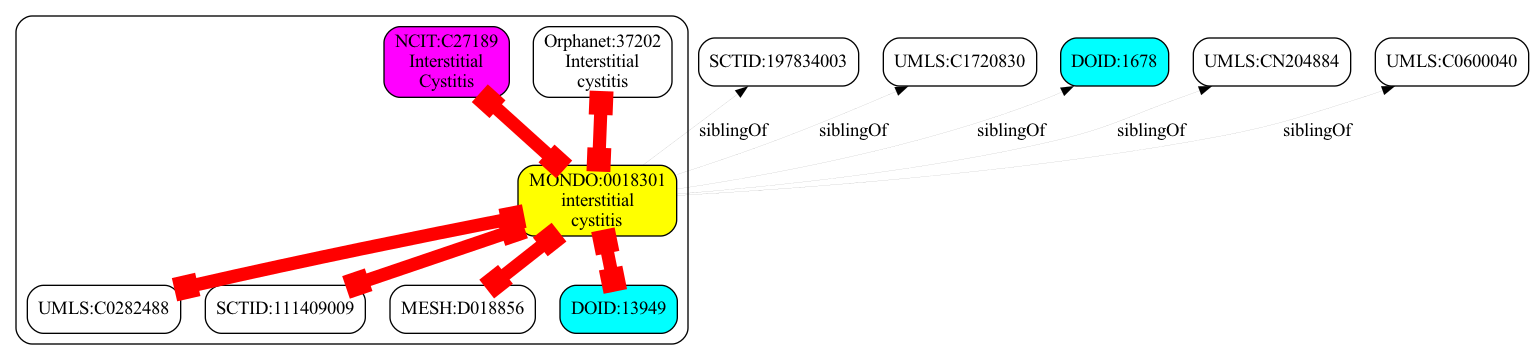 NCIT:C27189
Interstitial
Cystitis
Orphanet:37202
Interstitial
cystitis
SCTID:197834003
UMLS:C1720830
DOID:1678
UMLS:CN204884
UMLS:C0600040
siblingOf
siblingOf
siblingOf
siblingOf
siblingOf
MONDO:0018301
interstitial
cystitis
UMLS:C0282488
SCTID:111409009
MESH:D018856
DOID:13949